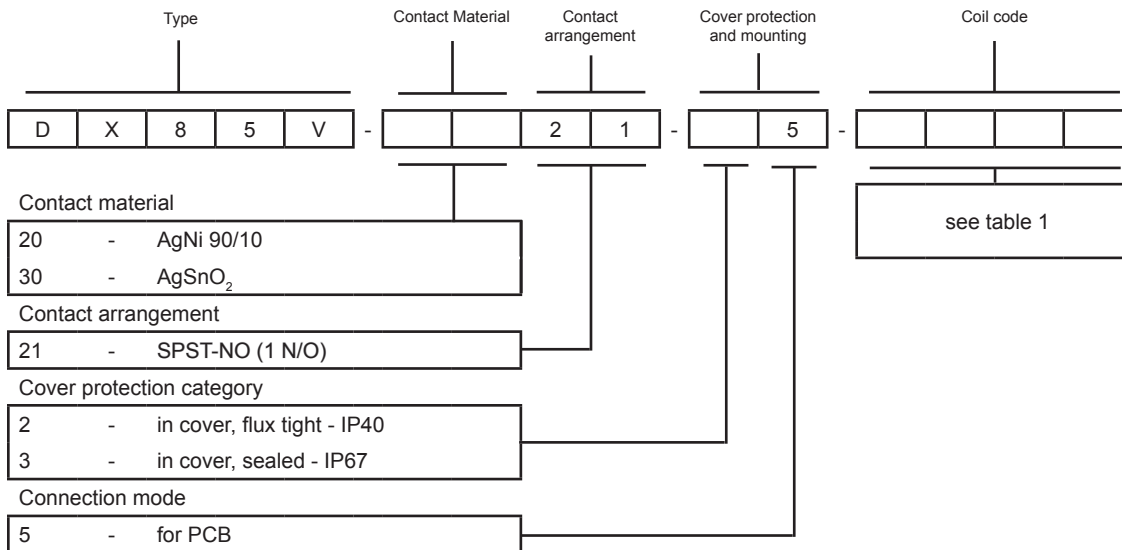 Type Contact Material Contact arrangement Cover protection and mounting Coil code
D X 8 5 V - 2 1 - 5 -
Contact material
20 - AgNi 90/10
30 - AgSnO₂
see table 1
Contact arrangement
21 - SPST-NO (1 N/O)
Cover protection category
2 - in cover, flux tight - IP40
3 - in cover, sealed - IP67
Connection mode
5 - for PCB